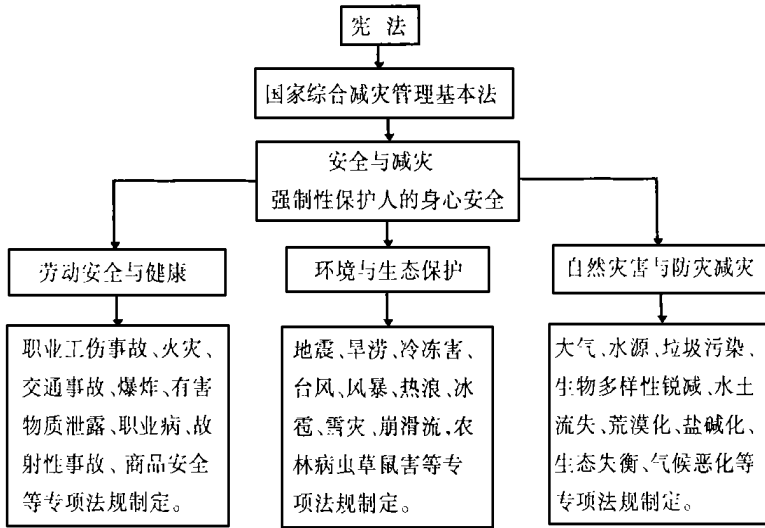 宪法
国家综合减灾管理基本法
安全与减灾
强制性保护人的身心安全
劳动安全与健康
环境与生态保护
自然灾害与防灾减灾
职业工伤事故、火灾、
交通事故、爆炸、有害
物质泄露、职业病、故
射性事故、商品安全
等专项法规制定。
地震、旱涝、冷冻害、
台风、风暴、热浪、冰
雹、雪灾、崩滑流、农
林病虫草鼠害等专
项法规制定。
大气、水源、垃圾污染、
生物多样性锐减、水土
流失、荒漠化、盐碱化、
生态失衡、气候恶化等
专项法规制定。